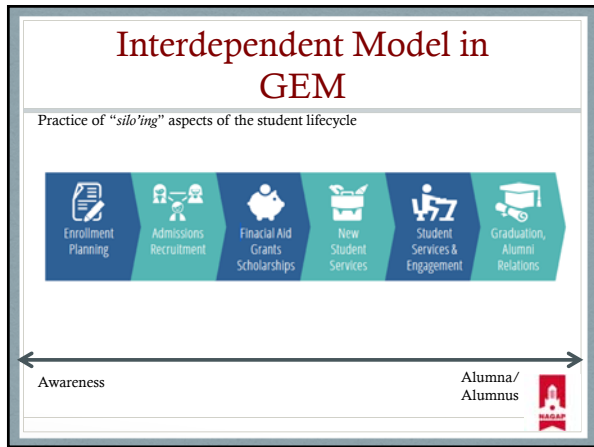 Interdependent Model in
GEM
Practice of “silo’ing” aspects of the student lifecycle
Enrollment
Planning
Admissions
Recruitment
Finacial Aid
Grants
Scholarships
New
Student
Services
Student
Services &
Engagement
Graduation,
Alumni
Relations
Awareness
Alumna/
Alumnus
NAGAP